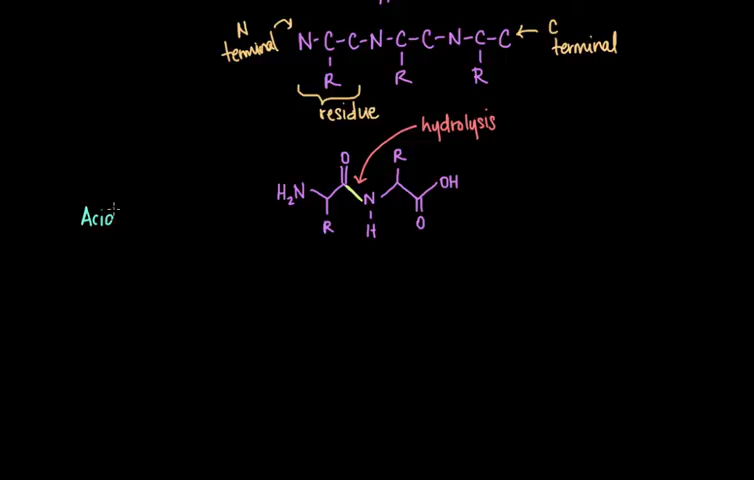 N
terminal
N-C-C-N-C-C-N-C-C
C
terminal
R R R
residue
hydrolysis
O R
H₂N N OH
R H O
Acid